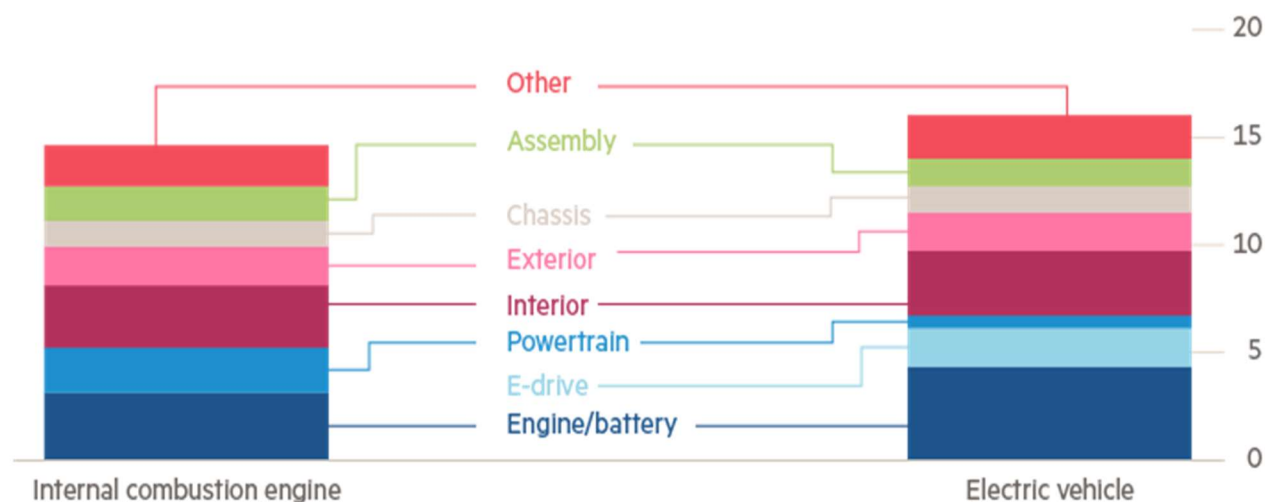 20
Other
15
Assembly
Chassis
10
Exterior
Interior
Powertrain
5
E-drive
Engine/battery
0
Internal combustion engine
Electric vehicle